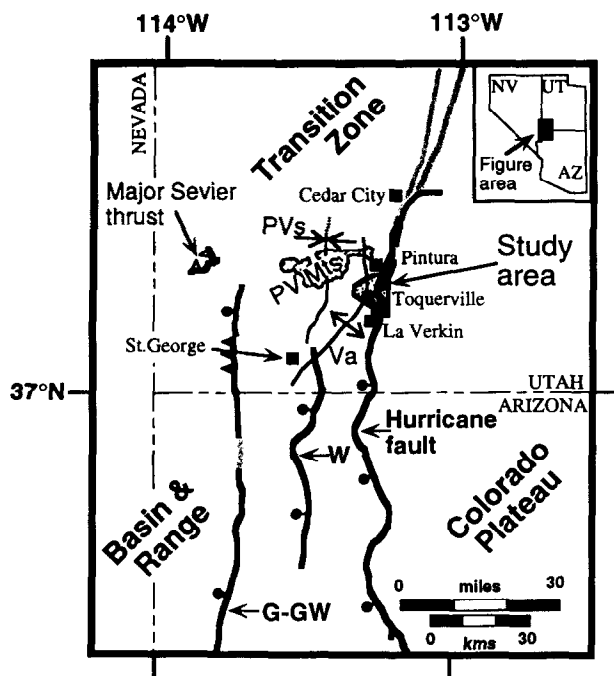 114°W
113°W
NEVADA
Transition
Zone
NV
UT
Figure
area
AZ
Cedar City
Major Sevier
thrust
PVs
PV Mts
Pintura
Study
area
Toquerville
La Verkin
St.George
Va
37°N
UTAH
ARIZONA
Hurricane
fault
W
Basin &
Range
Colorado
Plateau
G-GW
0 miles 30
0 30
kms